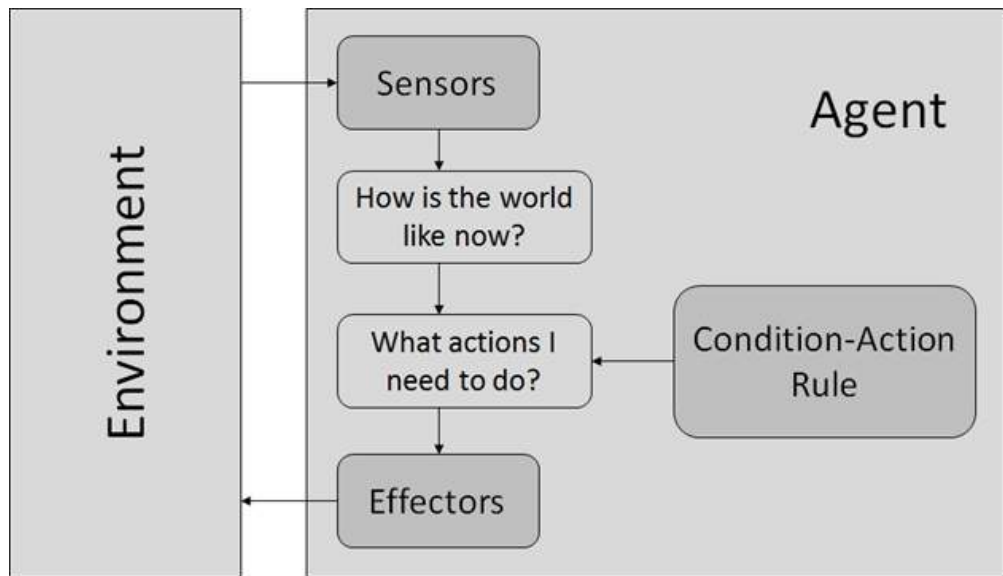 Environment
Agent
Sensors
How is the world
like now?
What actions I
need to do?
Condition-Action
Rule
Effectors